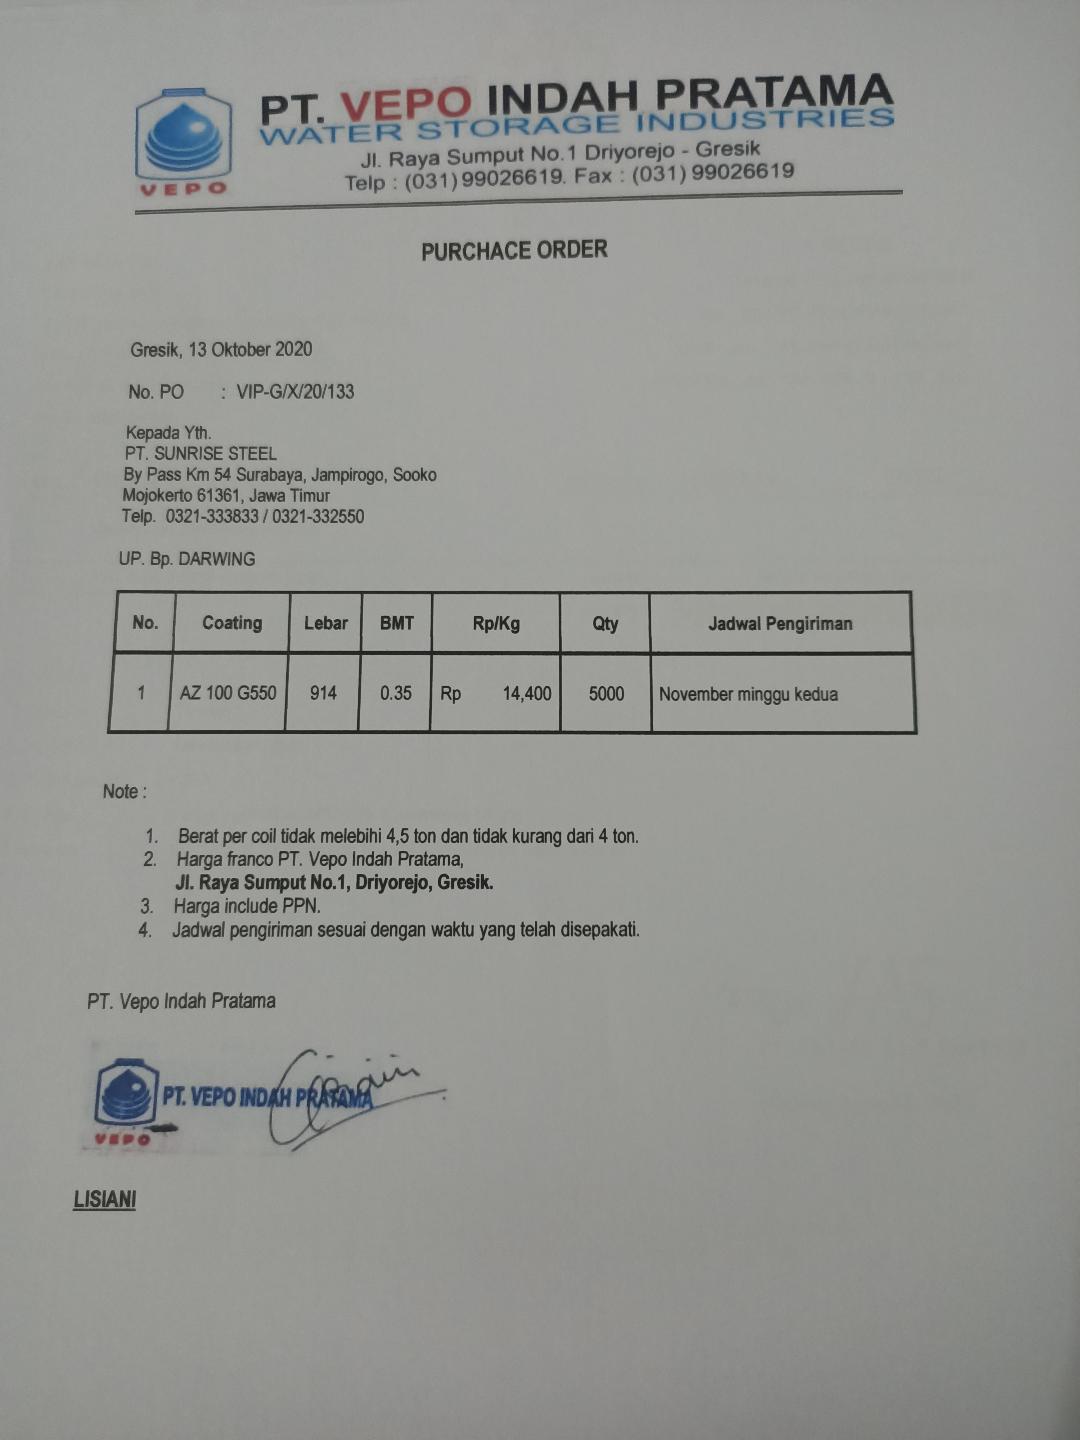 VEPO
PT. VEPO INDAH PRATAMA
WATER STORAGE INDUSTRIES
Jl. Raya Sumput No.1 Driyorejo - Gresik
Telp : (031) 99026619. Fax : (031) 99026619
PURCHACE ORDER
Gresik, 13 Oktober 2020
No. PO : VIP-G/X/20/133
Kepada Yth.
PT. SUNRISE STEEL
By Pass Km 54 Surabaya, Jampirogo, Sooko
Mojokerto 61361, Jawa Timur
Telp. 0321-333833 / 0321-332550
UP. Bp. DARWING
No. Coating Lebar BMT Rp/Kg Qty Jadwal Pengiriman
1 AZ 100 G550 914 0.35 Rp 14,400 5000 November minggu kedua
Note :
1. Berat per coil tidak melebihi 4,5 ton dan tidak kurang dari 4 ton.
2. Harga franco PT. Vepo Indah Pratama,
Jl. Raya Sumput No.1, Driyorejo, Gresik.
3. Harga include PPN.
4. Jadwal pengiriman sesuai dengan waktu yang telah disepakati.
PT. Vepo Indah Pratama
PT. VEPO INDAH PRATAMA
VEPO
LISIANI